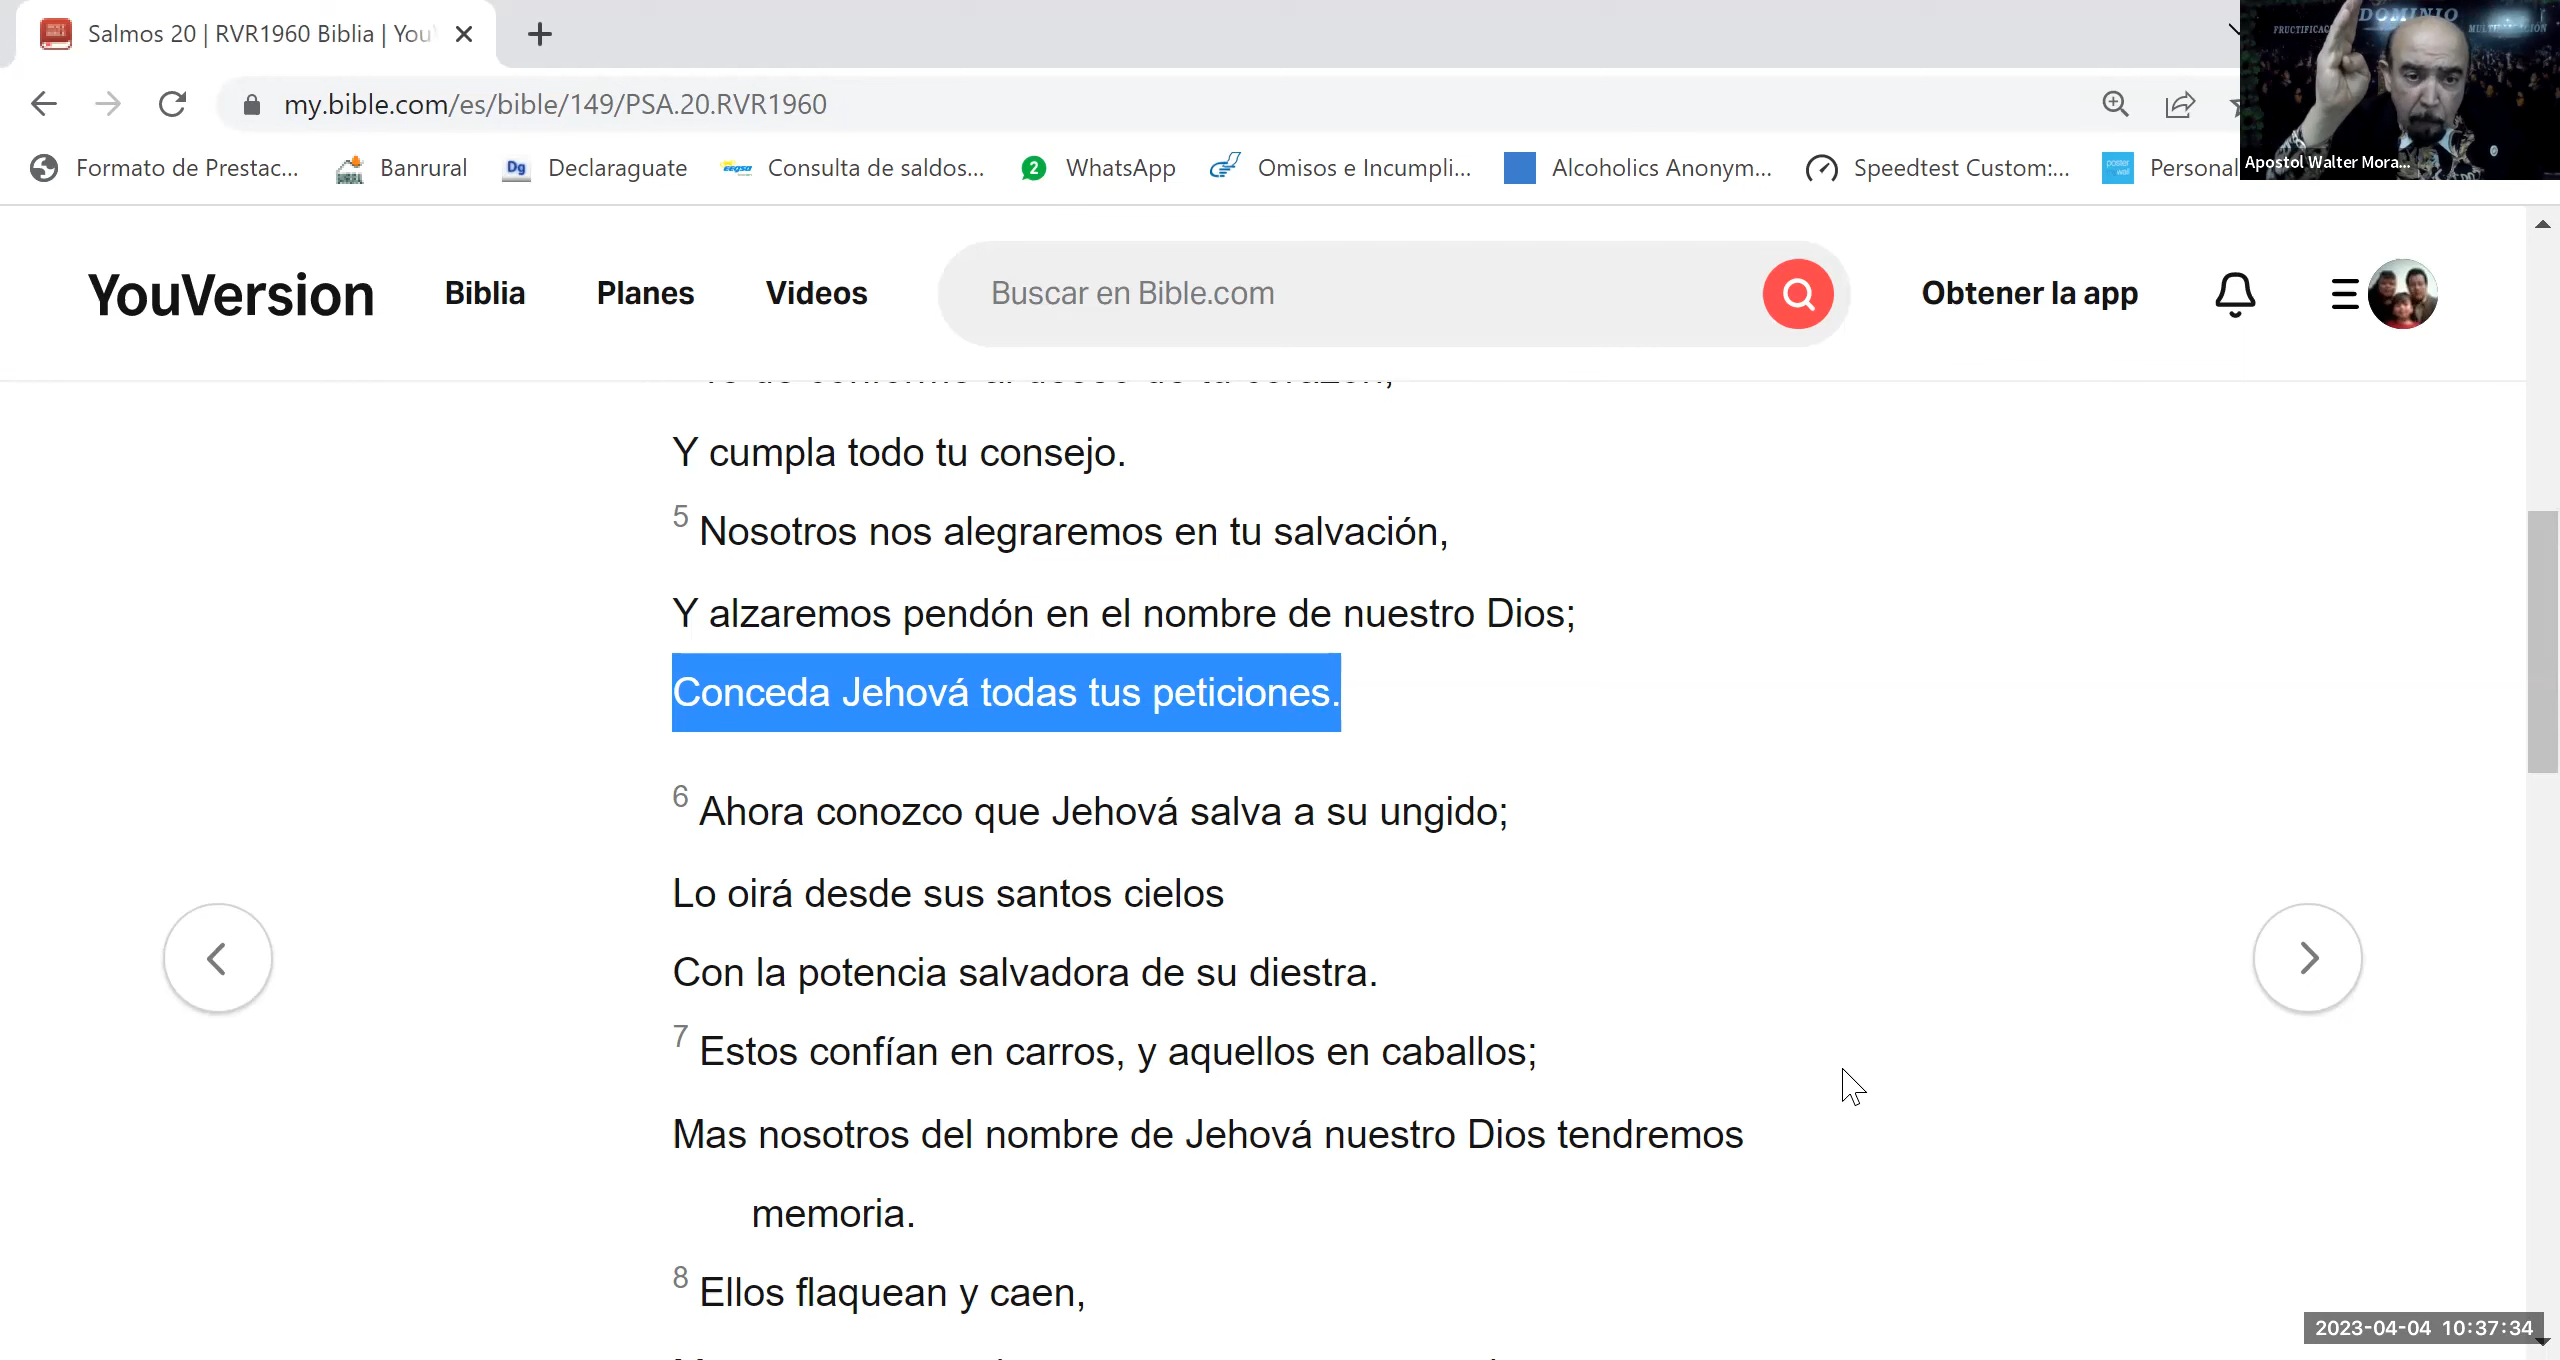 Salmos 20 | RVR1960 Biblia | You
my.bible.com/es/bible/149/PSA.20.RVR1960
DOMINIO
Formato de Prestac... Banrural Dg Declaraguate eegsa Consulta de saldos... 2 WhatsApp Omisos e Incumpli... Alcoholics Anonym... Speedtest Custom:... Personal
Apostol Walter Mora...
YouVersion Biblia Planes Videos Buscar en Bible.com Obtener la app
Y cumpla todo tu consejo.
5 Nosotros nos alegraremos en tu salvación,
Y alzaremos pendón en el nombre de nuestro Dios;
Conceda Jehová todas tus peticiones.
6 Ahora conozco que Jehová salva a su ungido;
Lo oirá desde sus santos cielos
Con la potencia salvadora de su diestra.
7 Estos confían en carros, y aquellos en caballos;
Mas nosotros del nombre de Jehová nuestro Dios tendremos
memoria.
8 Ellos flaquean y caen,
2023-04-04 10:37:34